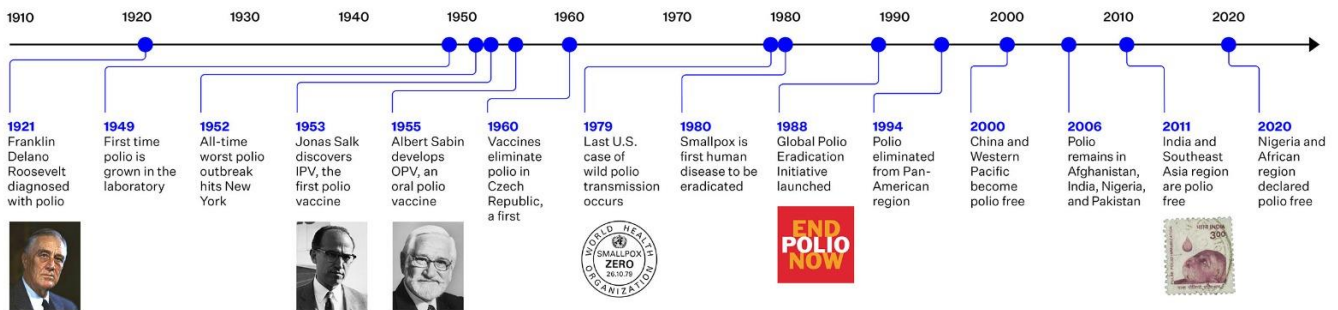 1910 1920 1930 1940 1950 1960 1970 1980 1990 2000 2010 2020
1921
Franklin
Delano
Roosevelt
diagnosed
with polio
1949
First time
polio is
grown in the
laboratory
1952
All-time
worst polio
outbreak
hits New
York
1953
Jonas Salk
discovers
IPV, the
first polio
vaccine
1955
Albert Sabin
develops
OPV, an
oral polio
vaccine
1960
Vaccines
eliminate
polio in
Czech
Republic,
a first
1979
Last U.S.
case of
wild polio
transmission
occurs
WORLD HEALTH
SMALLPOX
ZERO
26.10.79
ORGANIZATION
1980
Smallpox is
first human
disease to be
eradicated
1988
Global Polio
Eradication
Initiative
launched
END
POLIO
NOW
1994
Polio
eliminated
from Pan-
American
region
2000
China and
Western
Pacific
become
polio free
2006
Polio
remains in
Afghanistan,
India, Nigeria,
and Pakistan
2011
India and
Southeast
Asia region
are polio
free
INDIA
300
2020
Nigeria and
African
region
declared
polio free